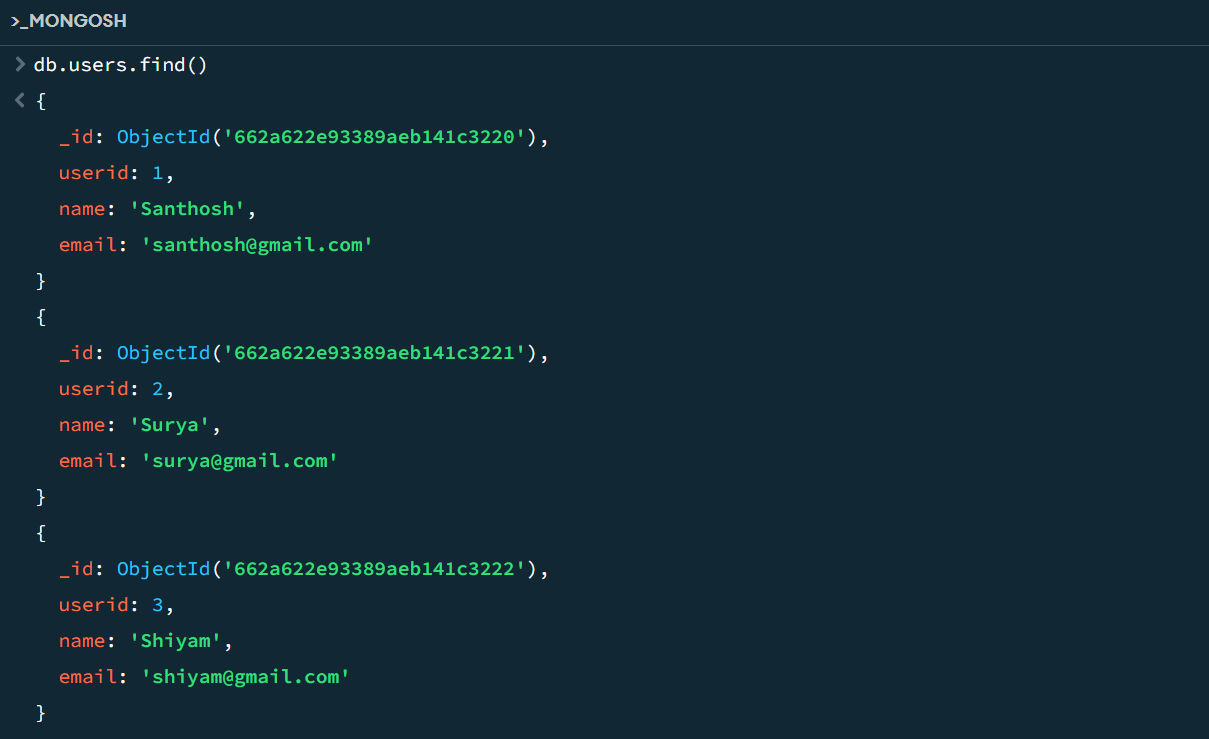 >_MONGOSH
> db.users.find()
< {
_id: ObjectId('662a622e93389aeb141c3220'),
userid: 1,
name: 'Santhosh',
email: 'santhosh@gmail.com'
}
{
_id: ObjectId('662a622e93389aeb141c3221'),
userid: 2,
name: 'Surya',
email: 'surya@gmail.com'
}
{
_id: ObjectId('662a622e93389aeb141c3222'),
userid: 3,
name: 'Shiyam',
email: 'shiyam@gmail.com'
}